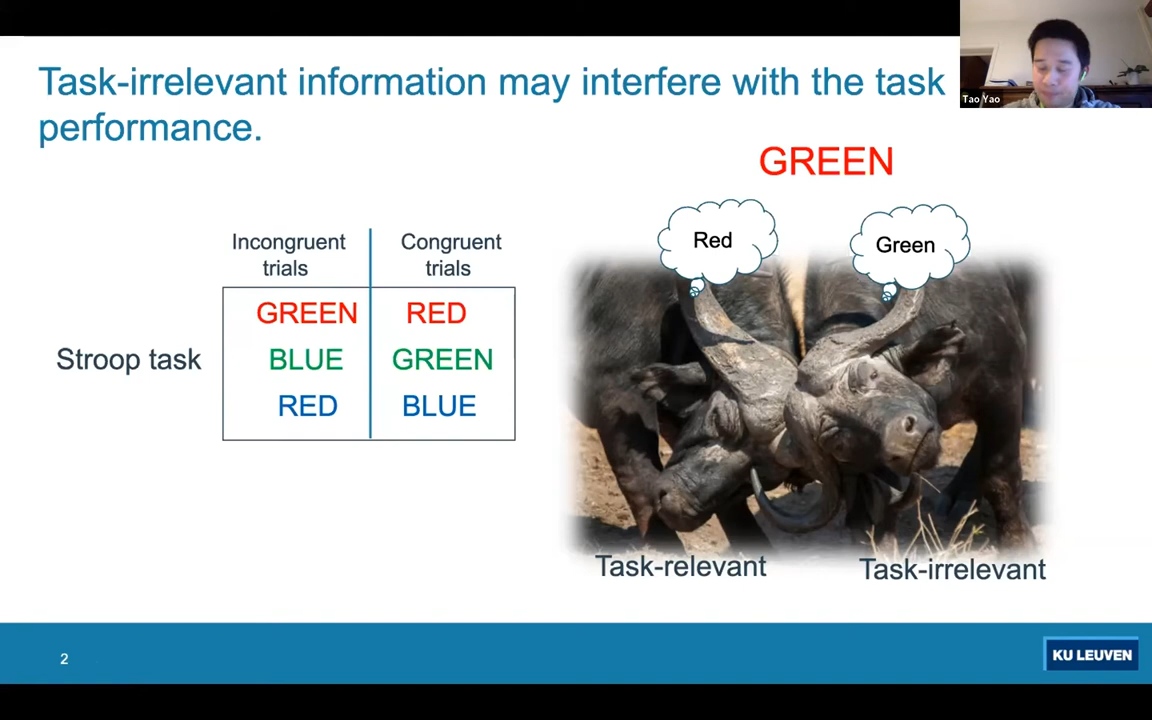 Task-irrelevant information may interfere with the task
performance.
Tao Yao
GREEN
Red
Green
Incongruent
trials
Congruent
trials
GREEN RED
Stroop task
BLUE GREEN
RED BLUE
Task-relevant
Task-irrelevant
2
KU LEUVEN